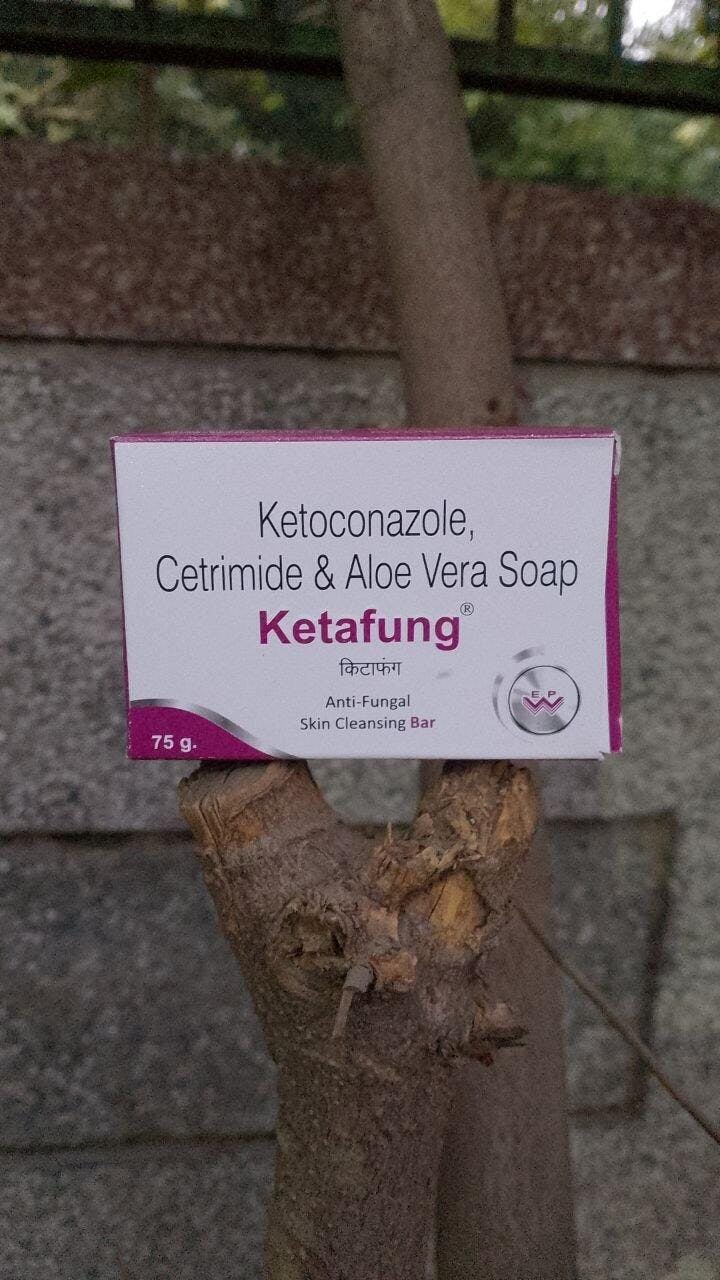 Ketoconazole,
Cetrimide & Aloe Vera Soap
Ketafung®
किटाफंग
Anti-Fungal
Skin Cleansing Bar
75 g.
E P
W